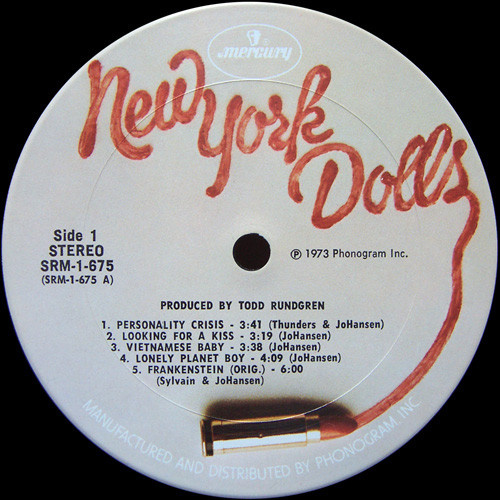 mercury
New York
Dolls
Side 1
STEREO
SRM-1-675
(SRM-1-675 A)
℗ 1973 Phonogram Inc.
PRODUCED BY TODD RUNDGREN
1. PERSONALITY CRISIS - 3:41 (Thunders & JoHansen)
2. LOOKING FOR A KISS - 3:19 (JoHansen)
3. VIETNAMESE BABY - 3:38 (JoHansen)
4. LONELY PLANET BOY - 4:09 (JoHansen)
5. FRANKENSTEIN (ORIG.) - 6:00
(Sylvain & JoHansen)
MANUFACTURED AND DISTRIBUTED BY PHONOGRAM, INC